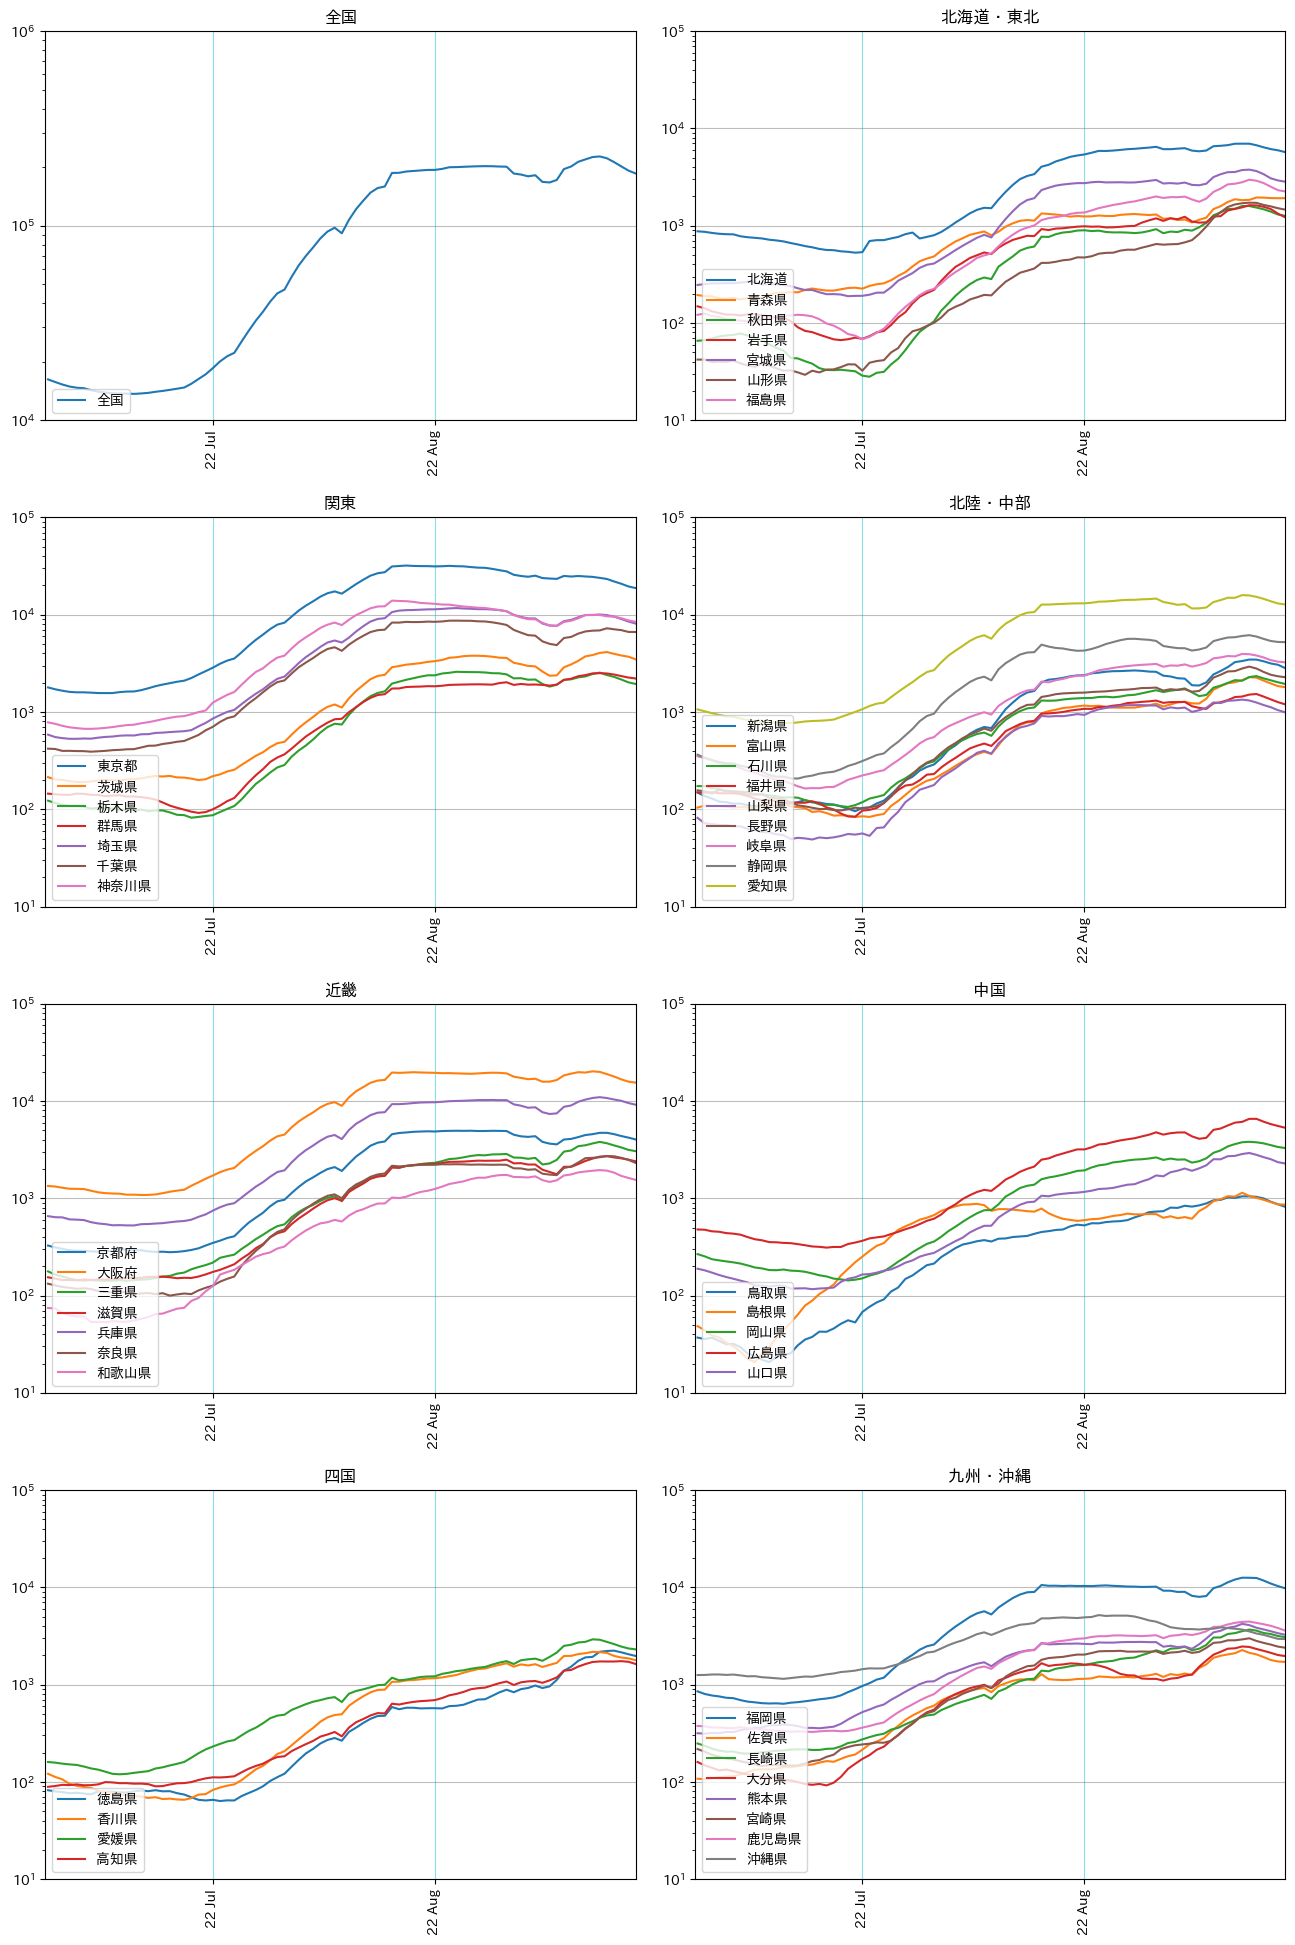 全国
10^6
10^5
10^4
22 Jul
22 Aug
全国
北海道・東北
10^5
10^4
10^3
10^2
10^1
22 Jul
22 Aug
北海道
青森県
秋田県
岩手県
宮城県
山形県
福島県
関東
10^5
10^4
10^3
10^2
10^1
22 Jul
22 Aug
東京都
茨城県
栃木県
群馬県
埼玉県
千葉県
神奈川県
北陸・中部
10^5
10^4
10^3
10^2
10^1
22 Jul
22 Aug
新潟県
富山県
石川県
福井県
山梨県
長野県
岐阜県
静岡県
愛知県
近畿
10^5
10^4
10^3
10^2
10^1
22 Jul
22 Aug
京都府
大阪府
三重県
滋賀県
兵庫県
奈良県
和歌山県
中国
10^5
10^4
10^3
10^2
10^1
22 Jul
22 Aug
鳥取県
島根県
岡山県
広島県
山口県
四国
10^5
10^4
10^3
10^2
10^1
22 Jul
22 Aug
徳島県
香川県
愛媛県
高知県
九州・沖縄
10^5
10^4
10^3
10^2
10^1
22 Jul
22 Aug
福岡県
佐賀県
長崎県
大分県
熊本県
宮崎県
鹿児島県
沖縄県